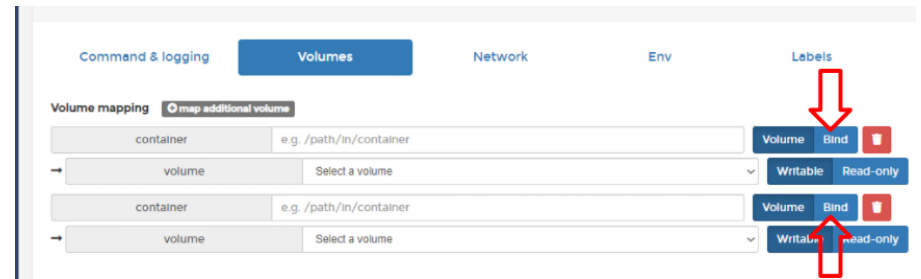 Command & logging Volumes Network Env Labels
Volume mapping map additional volume
container e.g. /path/in/container Volume Bind
→ volume Select a volume Writable Read-only
container e.g. /path/in/container Volume Bind
→ volume Select a volume Writable Read-only